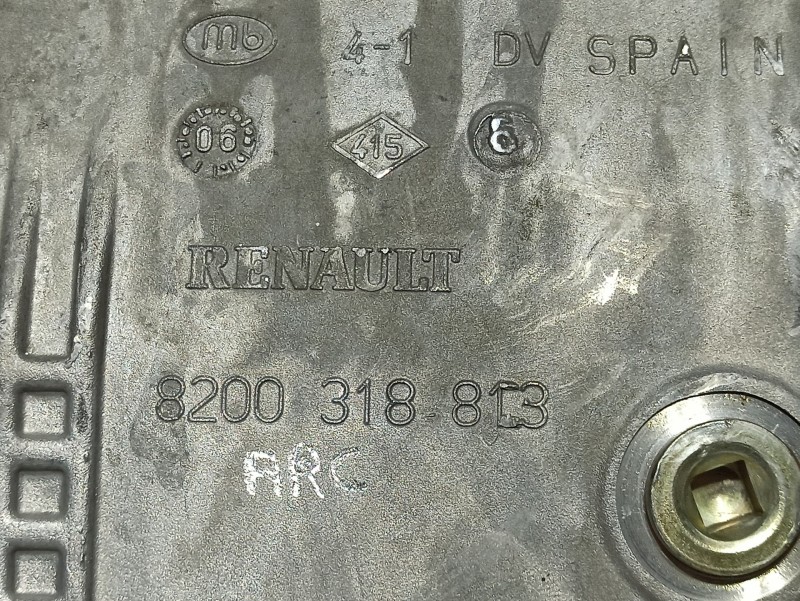 mb 4-1 DV SPAIN
06 415 6
RENAULT
8200 318 813
ARC